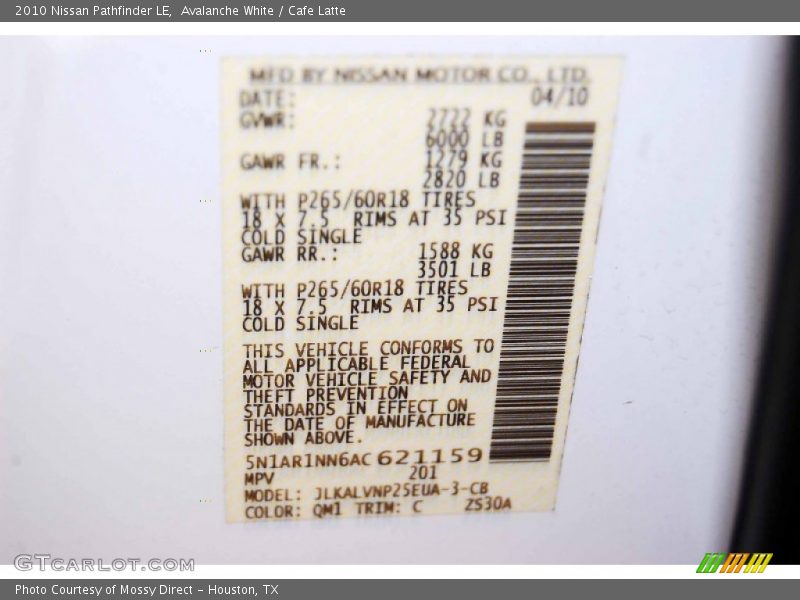 2010 Nissan Pathfinder LE,  Avalanche White / Cafe Latte
MFD BY NISSAN MOTOR CO., LTD.
DATE: 04/10
GVWR: 2722 KG
6000 LB
GAWR FR.: 1279 KG
2820 LB
WITH P265/60R18 TIRES
18 X 7.5 RIMS AT 35 PSI
COLD SINGLE
GAWR RR.: 1588 KG
3501 LB
WITH P265/60R18 TIRES
18 X 7.5 RIMS AT 35 PSI
COLD SINGLE
THIS VEHICLE CONFORMS TO
ALL APPLICABLE FEDERAL
MOTOR VEHICLE SAFETY AND
THEFT PREVENTION
STANDARDS IN EFFECT ON
THE DATE OF MANUFACTURE
SHOWN ABOVE.
5N1AR1NN6AC 621159
MPV 201
MODEL: JLKALVNP25EUA-3-CB
COLOR: QM1 TRIM: C ZS30A
GTCARLOT.COM
Photo Courtesy of Mossy Direct – Houston, TX